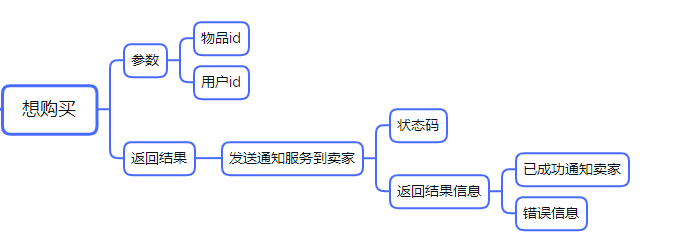 想购买
参数
物品id
用户id
返回结果
发送通知服务到卖家
状态码
返回结果信息
已成功通知卖家
错误信息